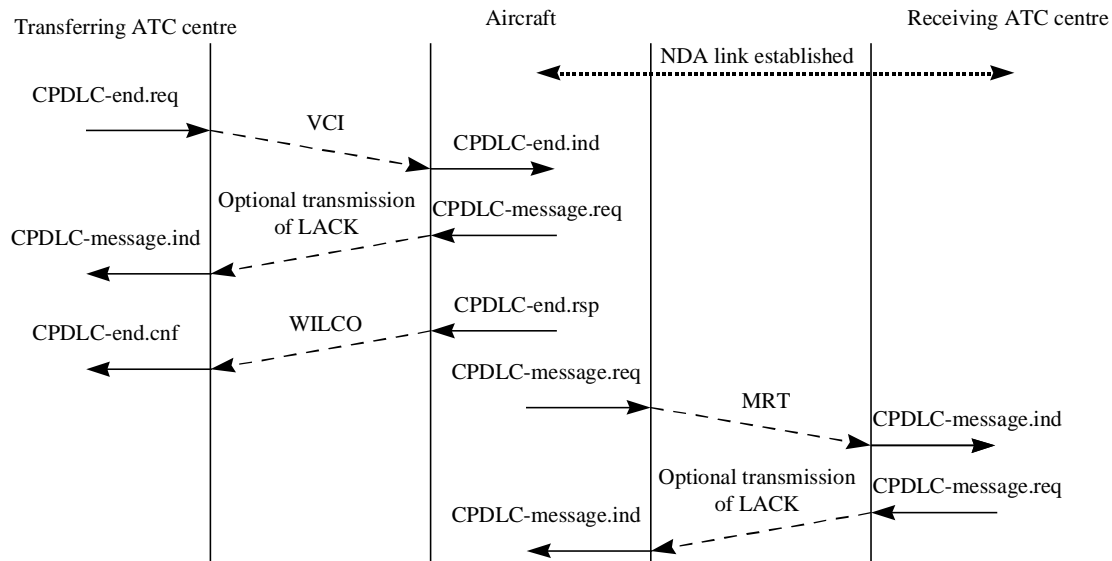 Transferring ATC centre
Aircraft
Receiving ATC centre
NDA link established
CPDLC-end.req
VCI
CPDLC-end.ind
Optional transmission
of LACK
CPDLC-message.req
CPDLC-message.ind
CPDLC-end.rsp
WILCO
CPDLC-end.cnf
CPDLC-message.req
MRT
CPDLC-message.ind
Optional transmission
of LACK
CPDLC-message.req
CPDLC-message.ind